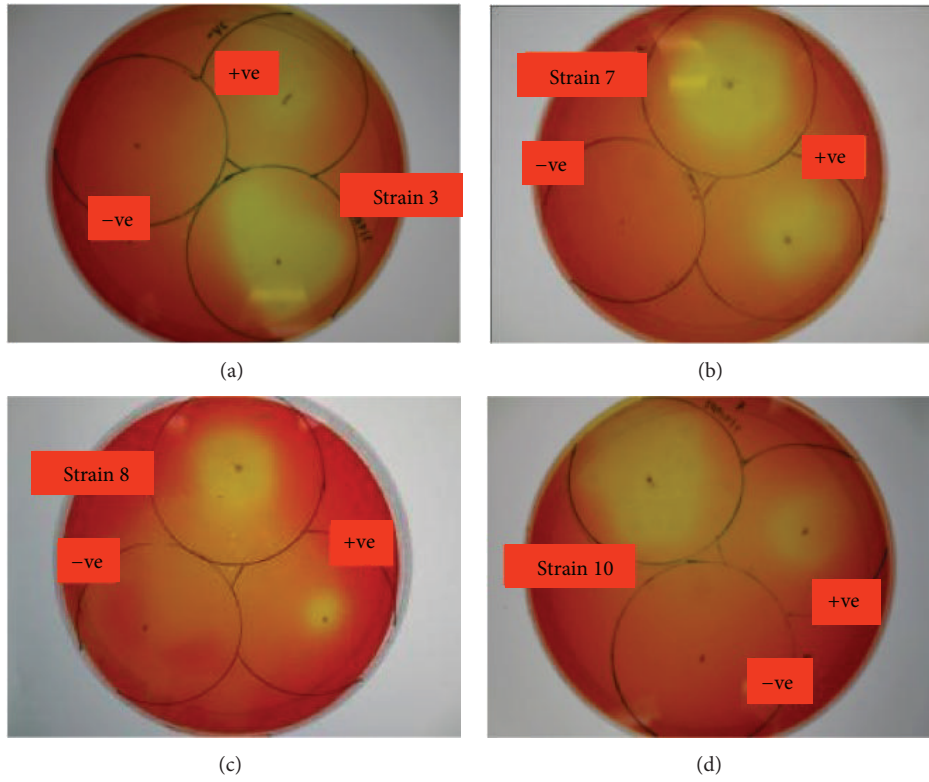 +ve
−ve
Strain 3
(a)
Strain 7
−ve
+ve
(b)
Strain 8
−ve
+ve
(c)
Strain 10
+ve
−ve
(d)